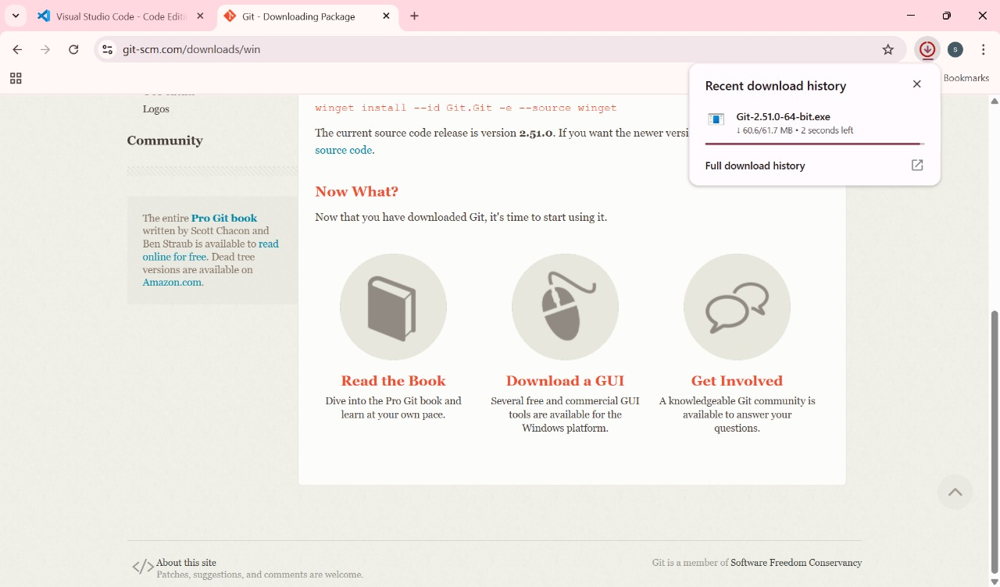 Visual Studio Code - Code Editi
Git - Downloading Package
git-scm.com/downloads/win
S
Bookmarks
Recent download history
Git-2.51.0-64-bit.exe
↓ 60.6/61.7 MB • 2 seconds left
Full download history
Logos
Community
The entire Pro Git book
written by Scott Chacon and
Ben Straub is available to read
online for free. Dead tree
versions are available on
Amazon.com.
winget install --id Git.Git -e --source winget
The current source code release is version 2.51.0. If you want the newer versi
source code.
Now What?
Now that you have downloaded Git, it's time to start using it.
Read the Book
Dive into the Pro Git book and
learn at your own pace.
Download a GUI
Several free and commercial GUI
tools are available for the
Windows platform.
Get Involved
A knowledgeable Git community is
available to answer your
questions.
About this site
Patches, suggestions, and comments are welcome.
Git is a member of Software Freedom Conservancy